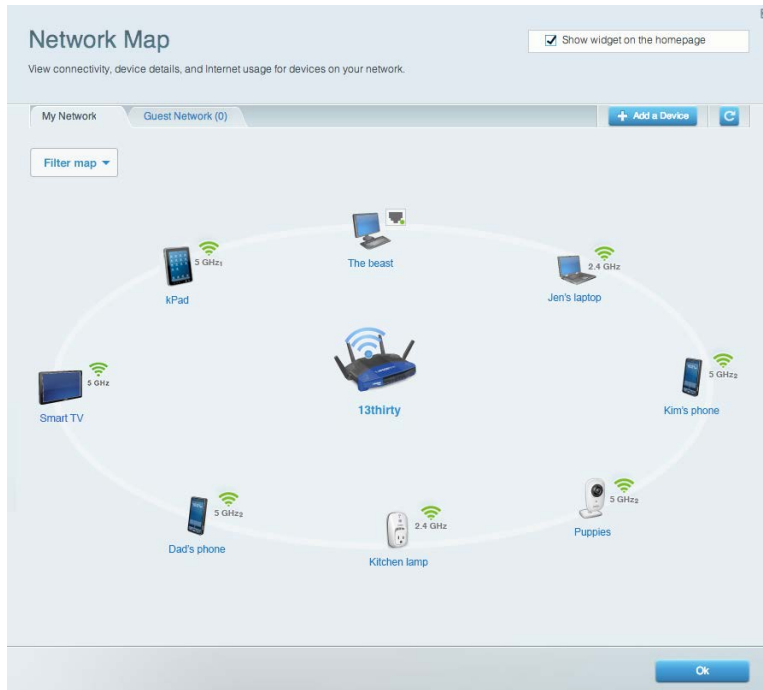 Network Map
Show widget on the homepage
View connectivity, device details, and Internet usage for devices on your network.
My Network
Guest Network (0)
Add a Device
Filter map
The beast
5 GHz1
kPad
2.4 GHz
Jen's laptop
5 GHz
Smart TV
13thirty
5 GHz2
Kim's phone
5 GHz2
Dad's phone
2.4 GHz
Kitchen lamp
5 GHz2
Puppies
Ok